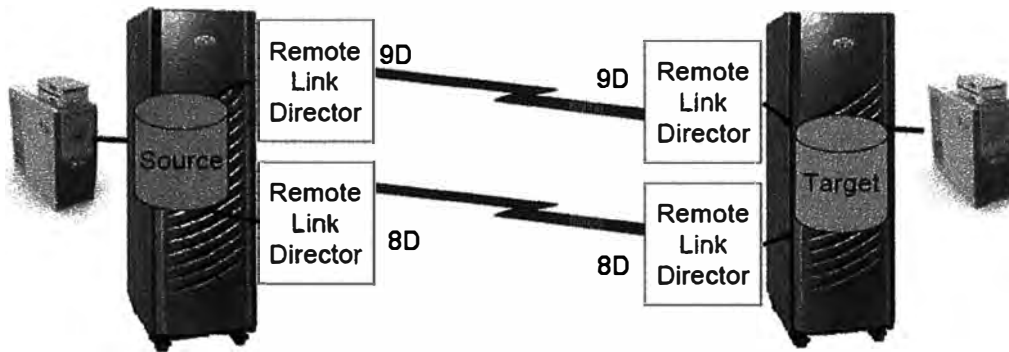 Remote
Link
Director
9D
9D
Remote
Link
Director
Source
Target
Remote
Link
Director
8D
8D
Remote
Link
Director